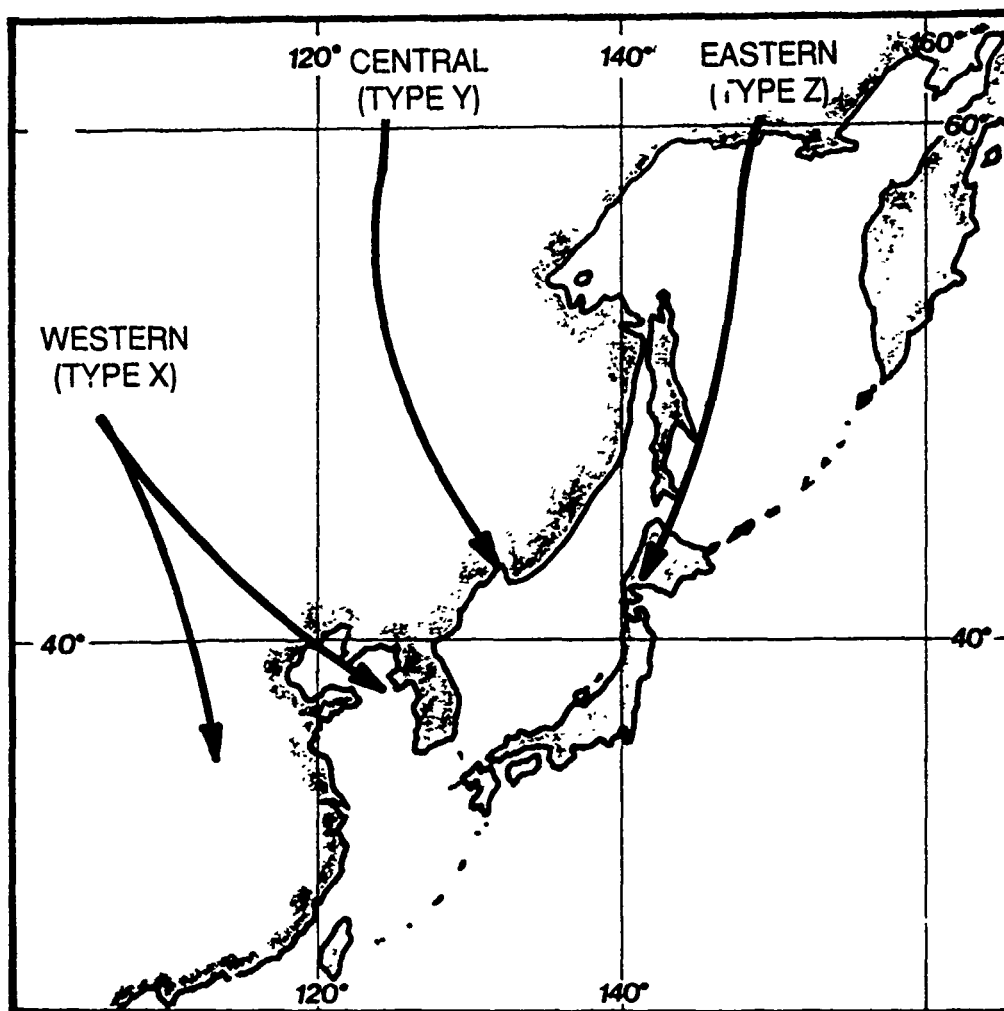 120°
CENTRAL
(TYPE Y)
140°
EASTERN
(TYPE Z)
160°
60°
WESTERN
(TYPE X)
40°
40°
120°
140°